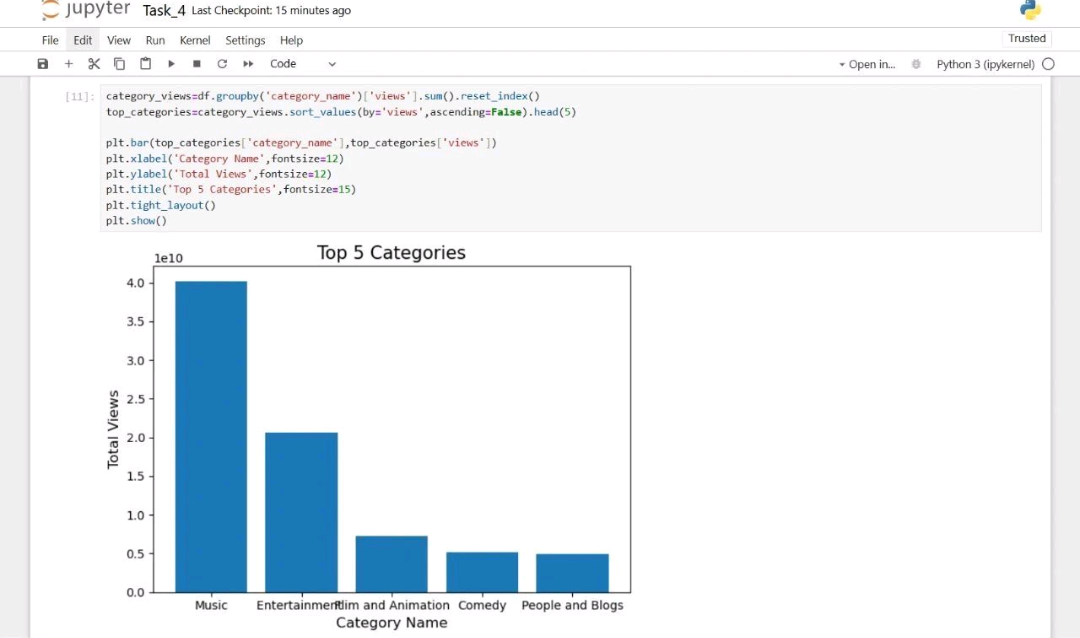 jupyter Task_4 Last Checkpoint: 15 minutes ago
File Edit View Run Kernel Settings Help Trusted
Code Open in... Python 3 (ipykernel)
[11]: category_views=df.groupby('category_name')['views'].sum().reset_index()
top_categories=category_views.sort_values(by='views',ascending=False).head(5)
plt.bar(top_categories['category_name'],top_categories['views'])
plt.xlabel('Category Name',fontsize=12)
plt.ylabel('Total Views',fontsize=12)
plt.title('Top 5 Categories',fontsize=15)
plt.tight_layout()
plt.show()
Top 5 Categories
1e10
4.0
3.5
3.0
2.5
2.0
1.5
1.0
0.5
0.0
Total Views
Music Entertainment Flim and Animation Comedy People and Blogs
Category Name